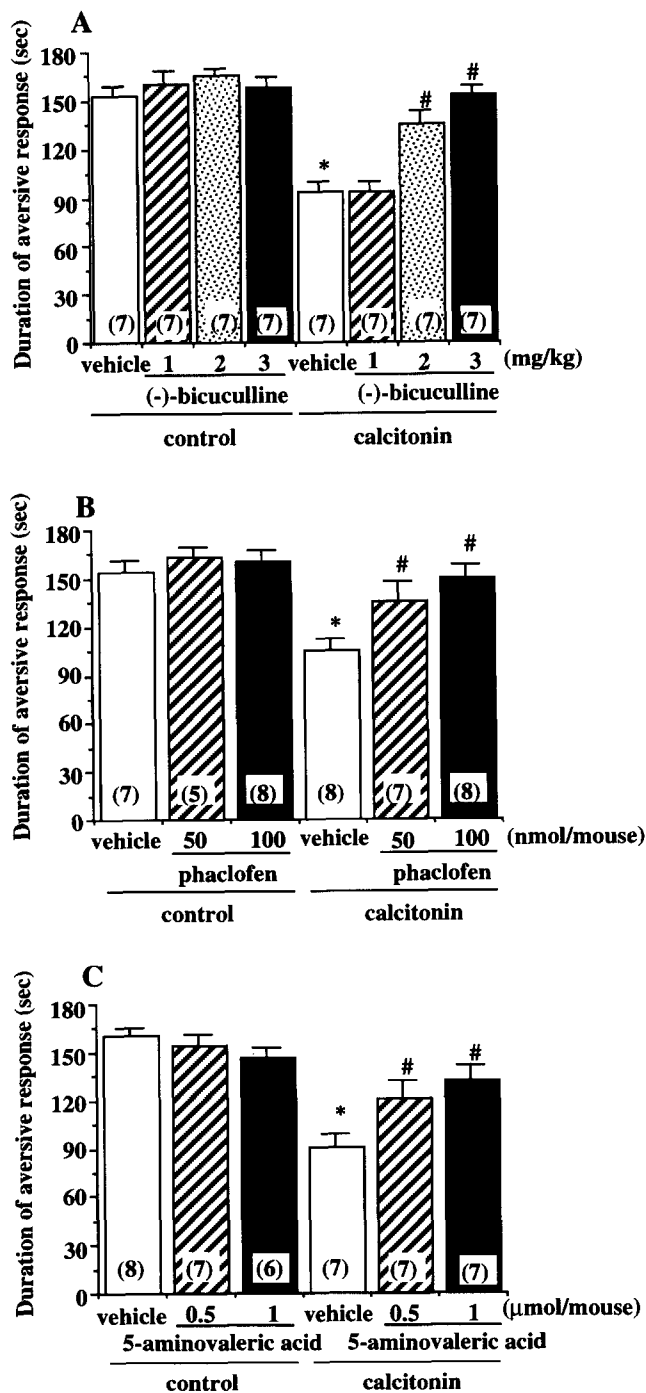 A
Duration of aversive response (sec)
180
150
120
90
60
30
0
*
#
#
(7) (7) (7) (7) (7) (7) (7) (7)
vehicle 1 2 3 vehicle 1 2 3 (mg/kg)
(-)-bicuculline (-)-bicuculline
control calcitonin
B
Duration of aversive response (sec)
180
150
120
90
60
30
0
*
#
#
(7) (5) (8) (8) (7) (8)
vehicle 50 100 vehicle 50 100 (nmol/mouse)
phaclofen phaclofen
control calcitonin
C
Duration of aversive response (sec)
180
150
120
90
60
30
0
*
#
#
(8) (7) (6) (7) (7) (7)
vehicle 0.5 1 vehicle 0.5 1 (μmol/mouse)
5-aminovaleric acid 5-aminovaleric acid
control calcitonin